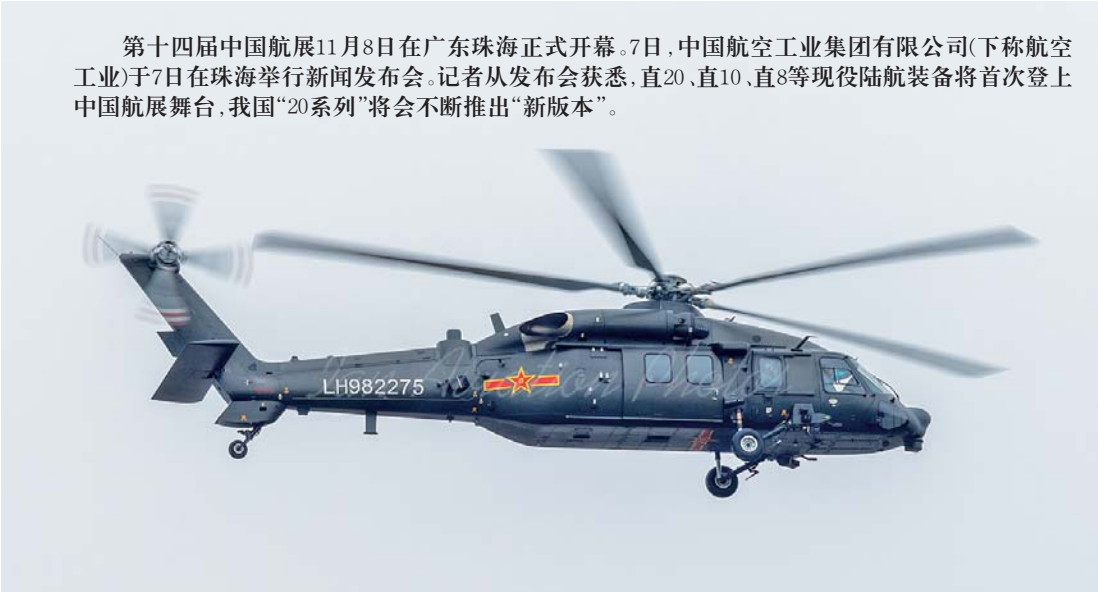 第十四届中国航展11月8日在广东珠海正式开幕。7日，中国航空工业集团有限公司(下称航空
工业)于7日在珠海举行新闻发布会。记者从发布会获悉，直20、直10、直8等现役陆航装备将首次登上
中国航展舞台，我国“20系列”将会不断推出“新版本”。
LH982275